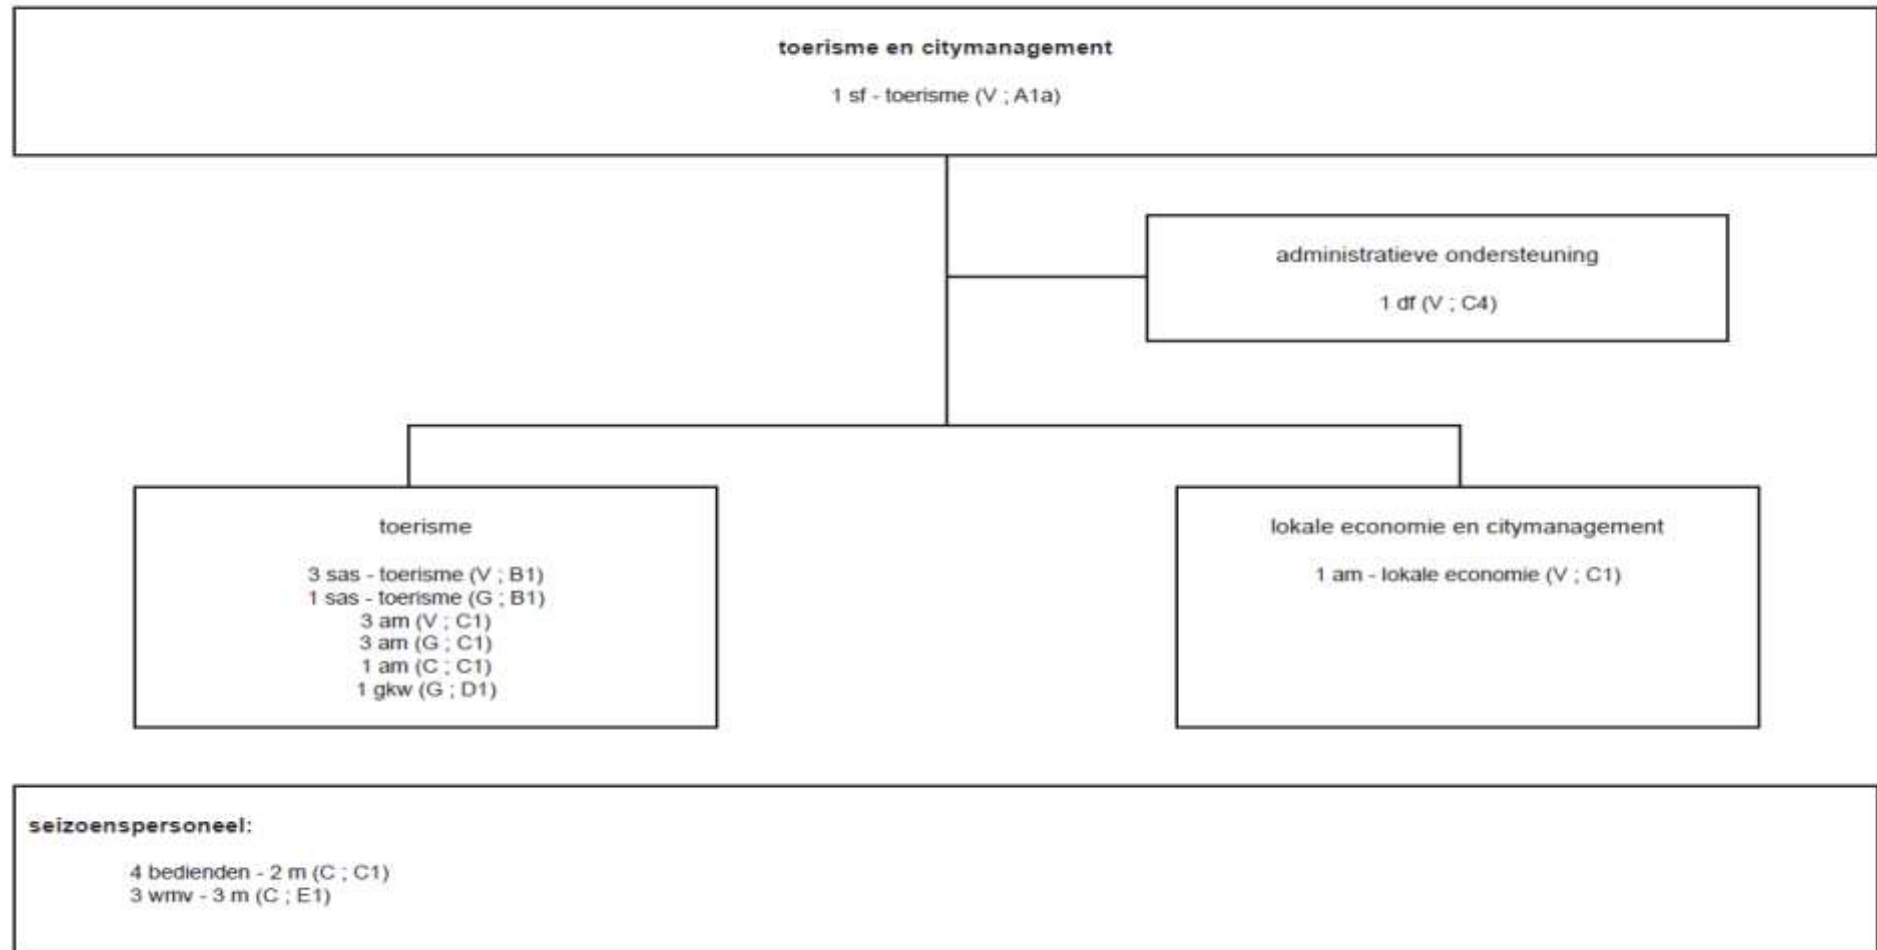 toerisme en citymanagement
1 sf - toerisme (V ; A1a)
administratieve ondersteuning
1 df (V ; C4)
toerisme
3 sas - toerisme (V ; B1)
1 sas - toerisme (G ; B1)
3 am (V ; C1)
3 am (G ; C1)
1 am (C ; C1)
1 gkw (G ; D1)
lokale economie en citymanagement
1 am - lokale economie (V ; C1)
seizoenspersoneel:
4 bedienden - 2 m (C ; C1)
3 wmv - 3 m (C ; E1)